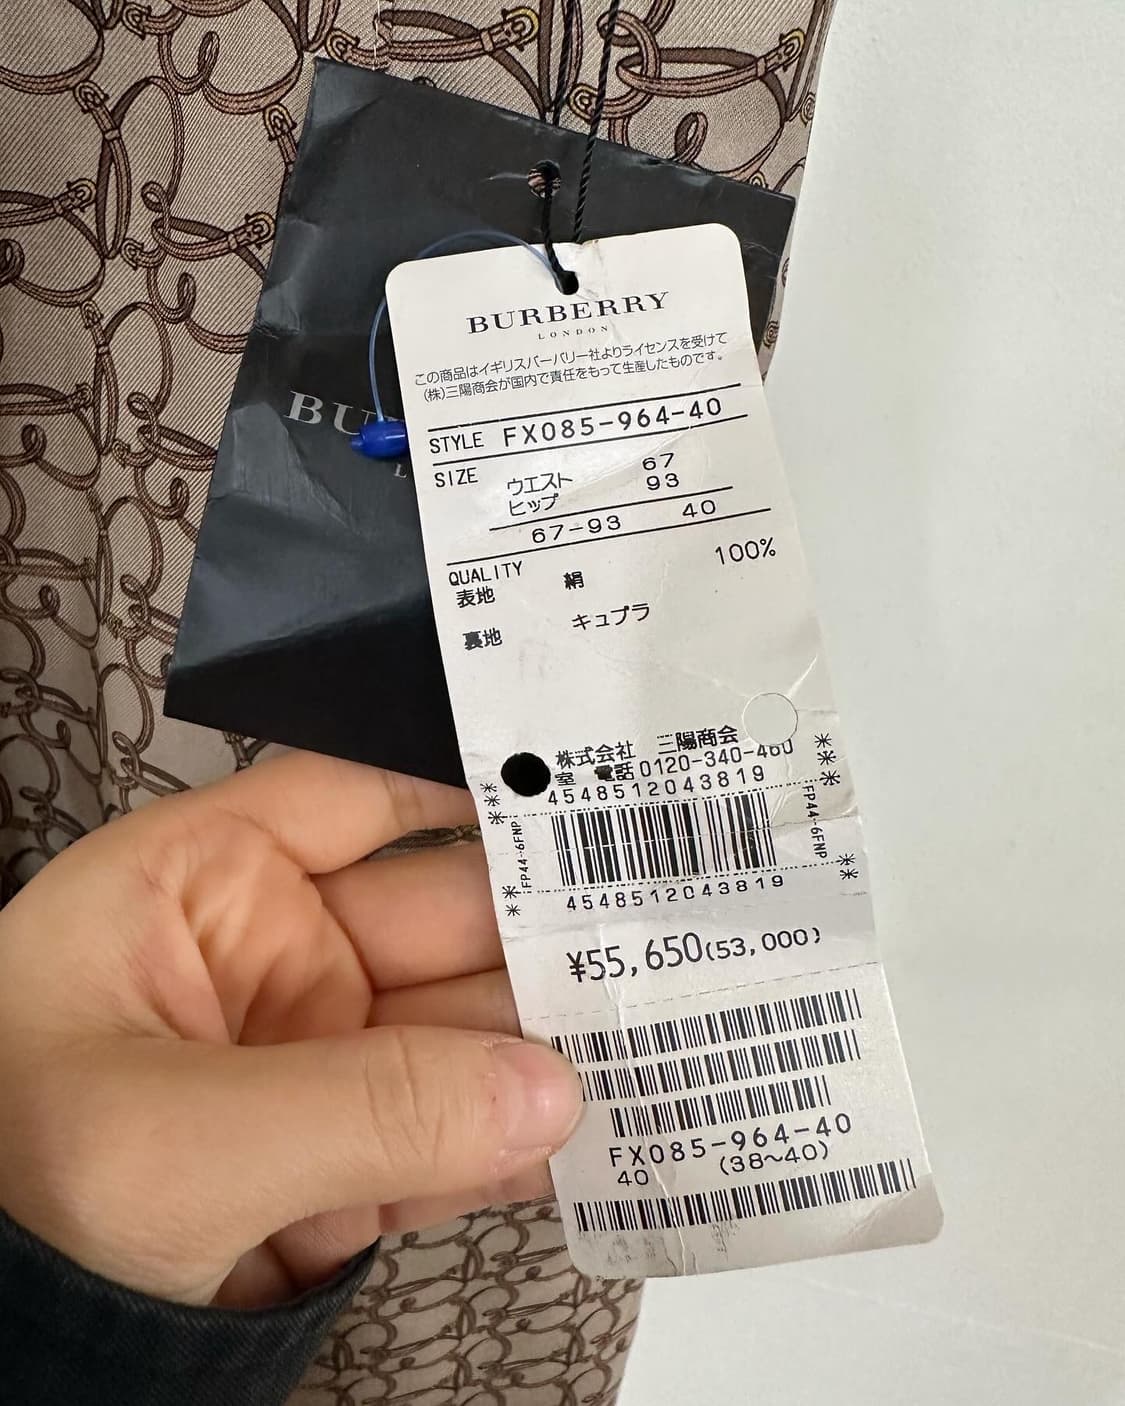 BURBERRY
LONDON
この商品はイギリスバーバリー社よりライセンスを受けて
(株)三陽商会が国内で責任をもって生産したものです。
BU
L
STYLE FX085-964-40
SIZE ウエスト 67
ヒップ 93
67-93 40
QUALITY
表地 絹 100%
裏地 キュプラ
株式会社 三陽商会
室 電話 0120-340-460
4548512043819
FP44-6FNP
FP44-6FNP
4548512043819
¥55,650(53,000)
FX085-964-40
40 (38~40)